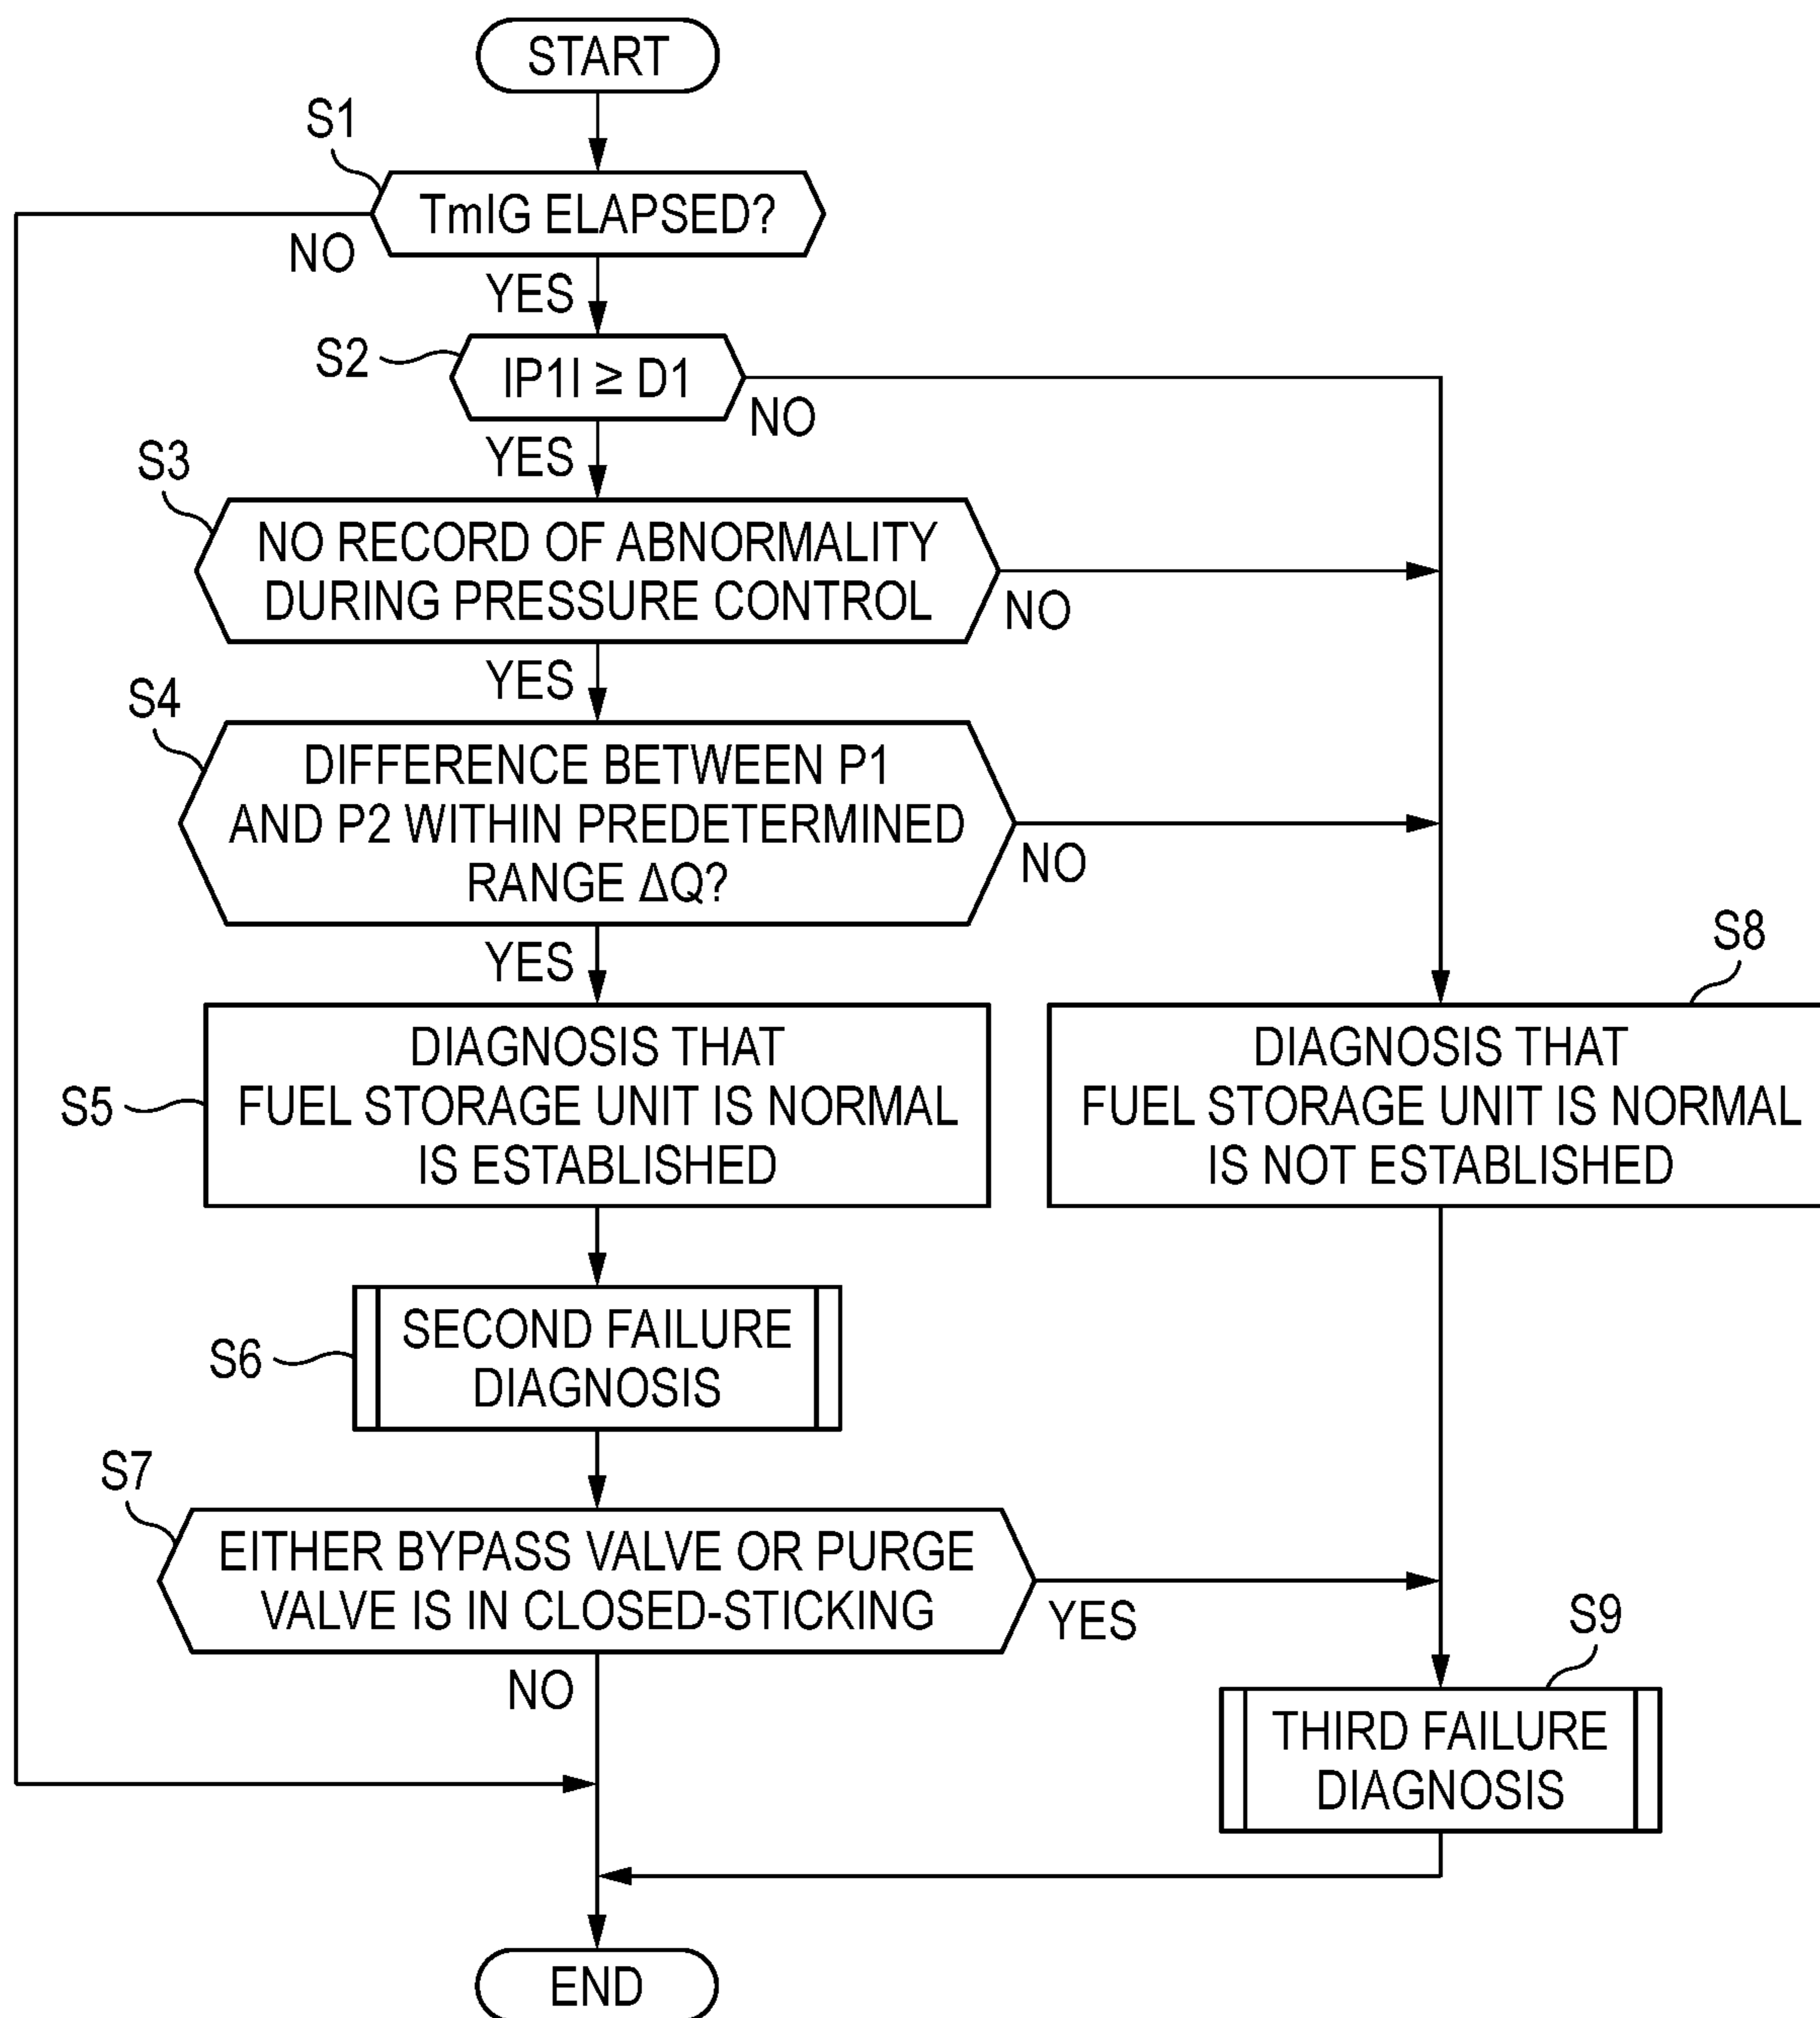 START
S1
TmIG ELAPSED?
NO
YES
S2
IP1I ≥ D1
NO
YES
S3
NO RECORD OF ABNORMALITY
DURING PRESSURE CONTROL
NO
YES
S4
DIFFERENCE BETWEEN P1
AND P2 WITHIN PREDETERMINED
RANGE ΔQ?
NO
YES
S5
DIAGNOSIS THAT
FUEL STORAGE UNIT IS NORMAL
IS ESTABLISHED
S8
DIAGNOSIS THAT
FUEL STORAGE UNIT IS NORMAL
IS NOT ESTABLISHED
S6
SECOND FAILURE
DIAGNOSIS
S7
EITHER BYPASS VALVE OR PURGE
VALVE IS IN CLOSED-STICKING
YES
NO
S9
THIRD FAILURE
DIAGNOSIS
END